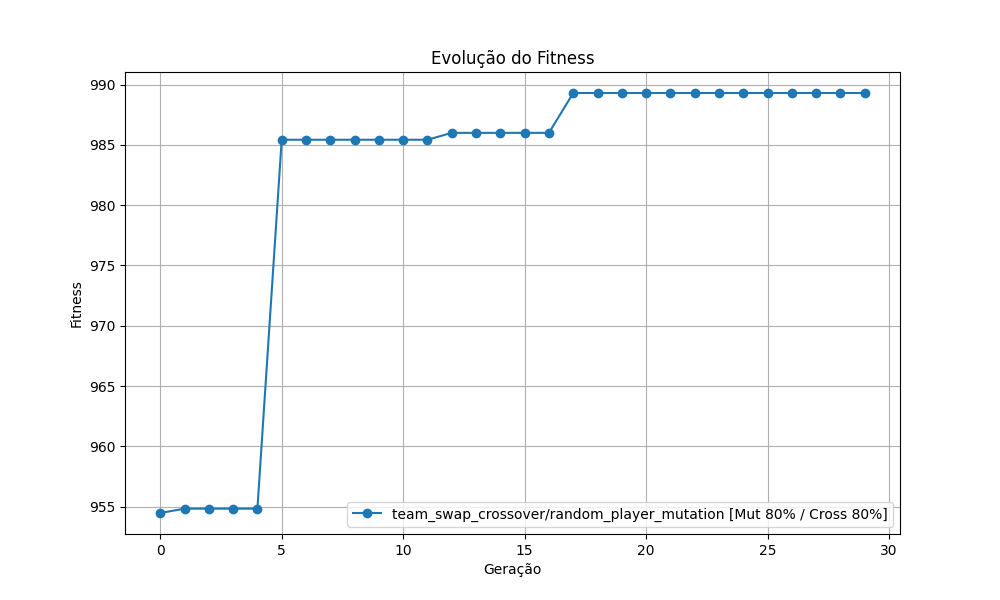 Evolução do Fitness
990
985
980
975
970
965
960
955
Fitness
team_swap_crossover/random_player_mutation [Mut 80% / Cross 80%]
0 5 10 15 20 25 30
Geração